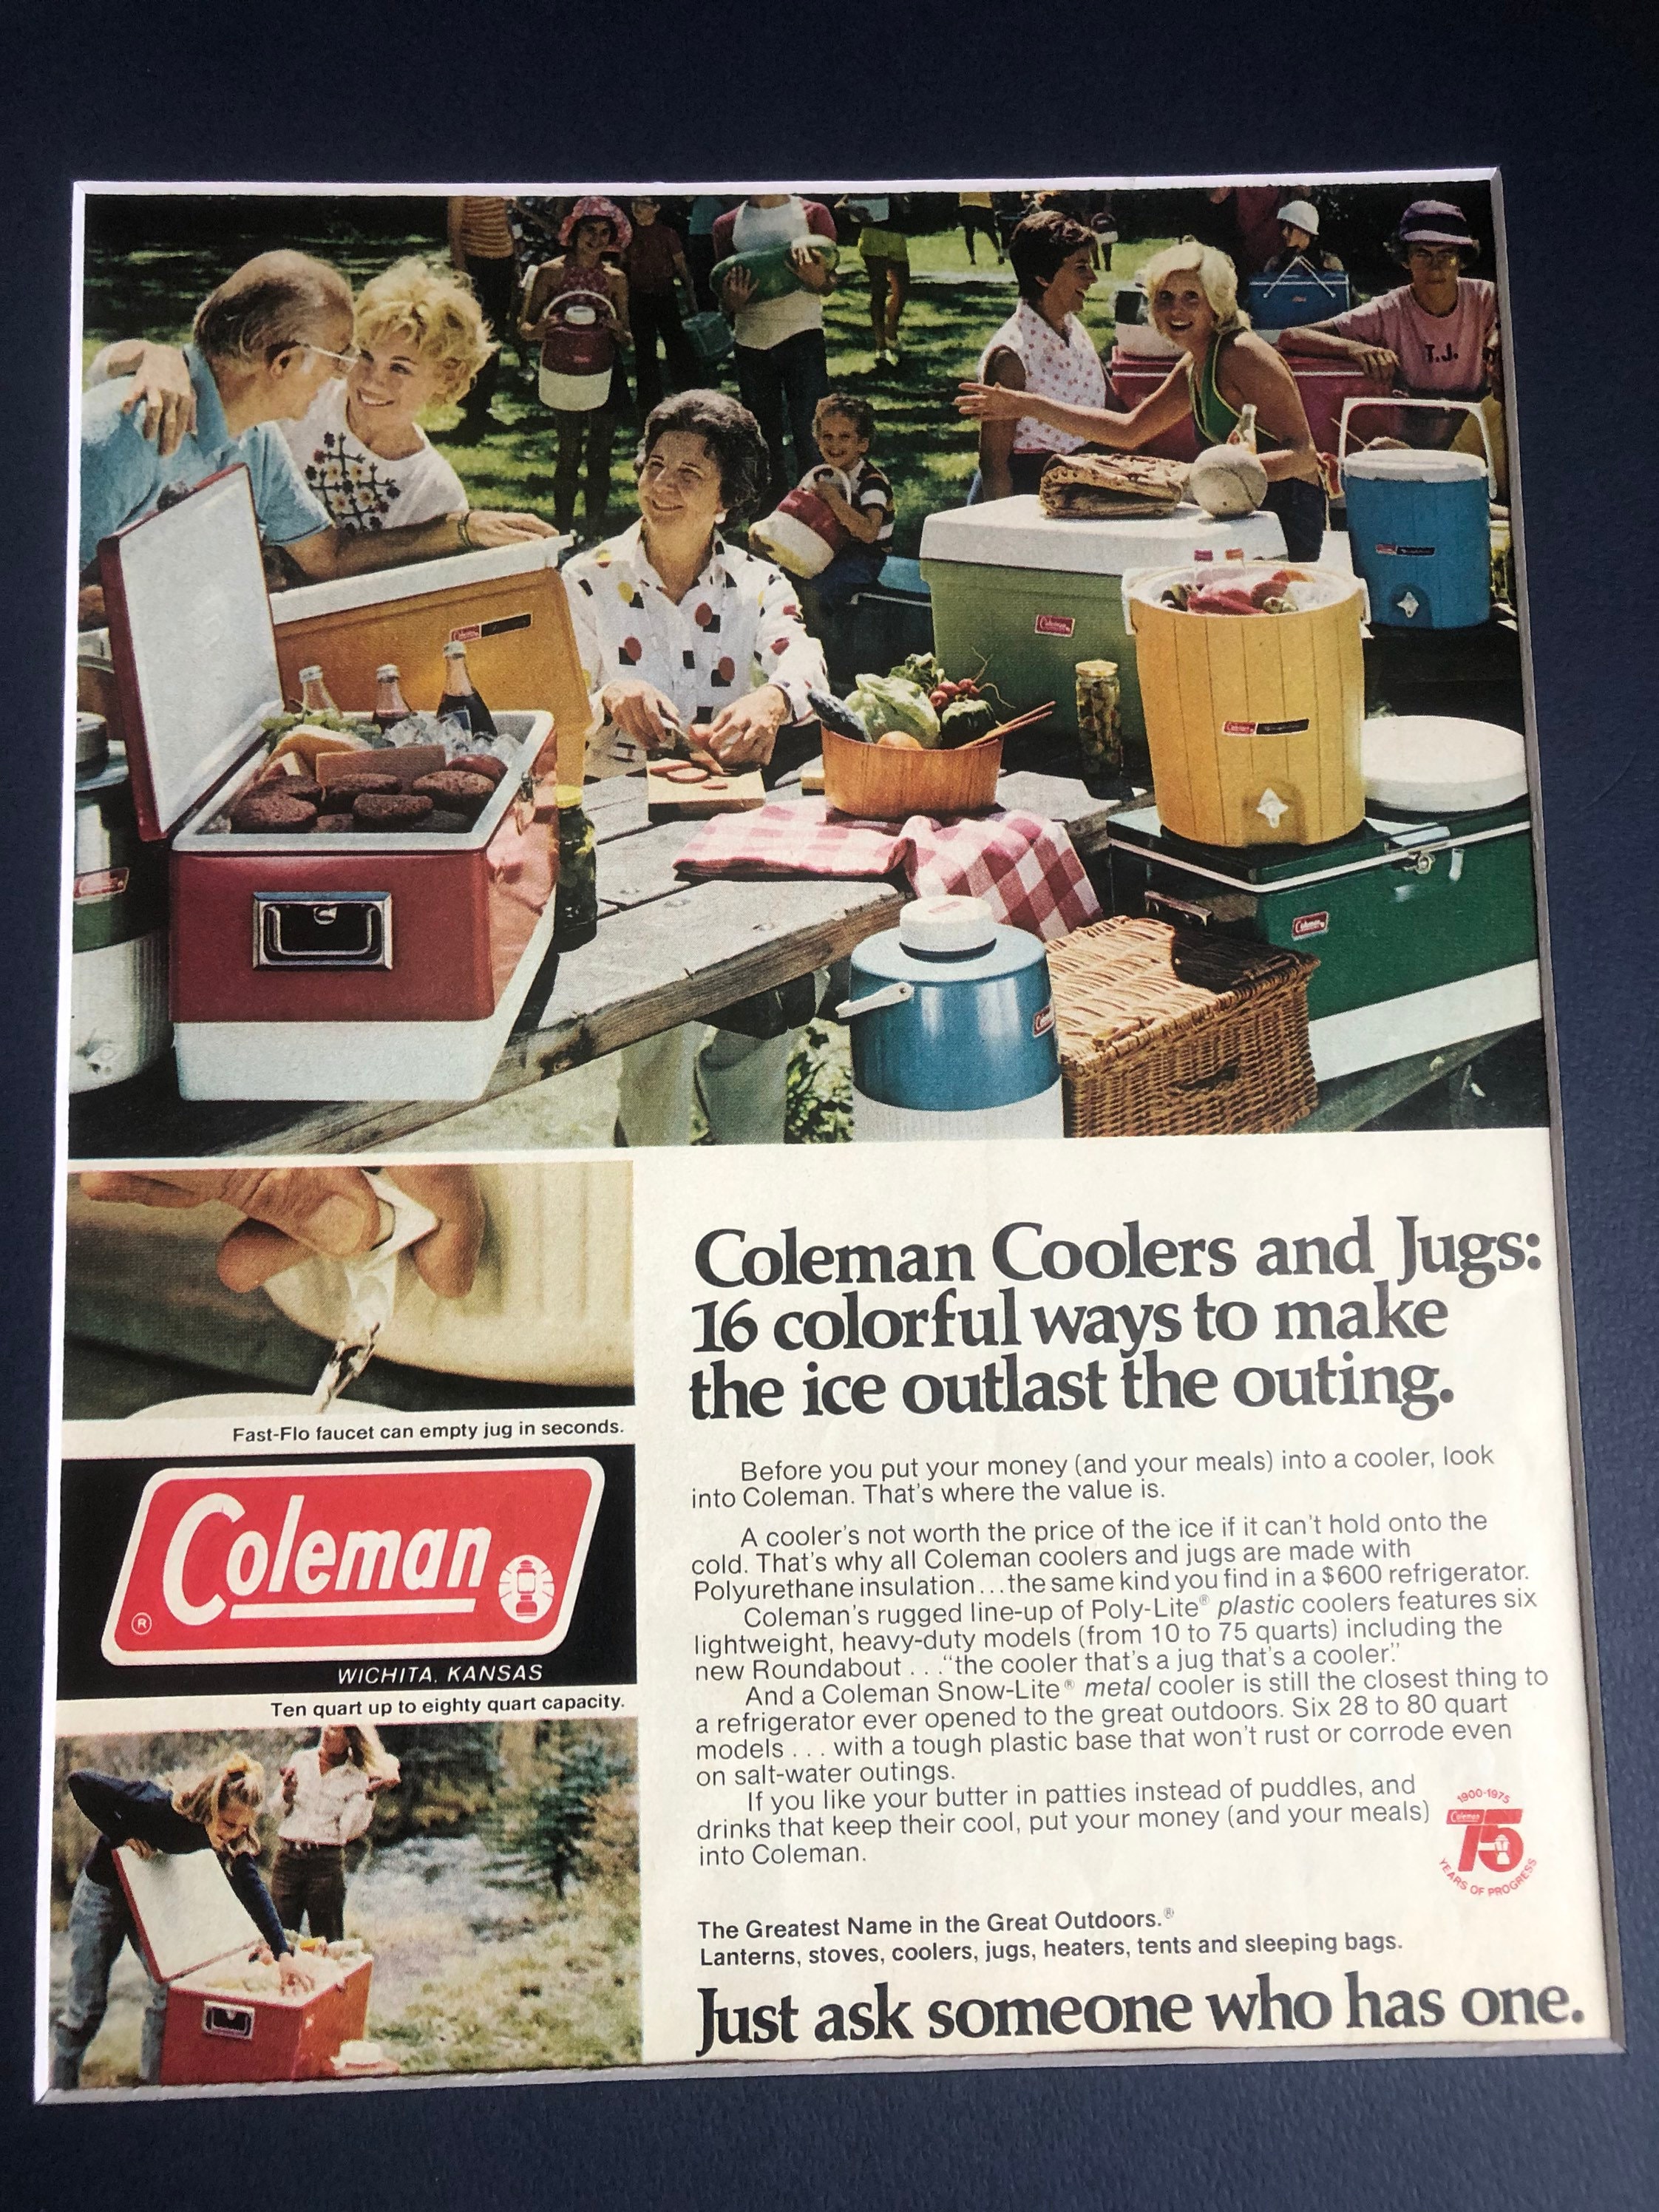 T.J.
Coleman
Coleman
Coleman
Coleman
Coleman
Fast-Flo faucet can empty jug in seconds.
Coleman
®
WICHITA, KANSAS
Ten quart up to eighty quart capacity.
Coleman Coolers and Jugs:
16 colorful ways to make
the ice outlast the outing.
Before you put your money (and your meals) into a cooler, look
into Coleman. That's where the value is.
A cooler's not worth the price of the ice if it can't hold onto the
cold. That's why all Coleman coolers and jugs are made with
Polyurethane insulation...the same kind you find in a $600 refrigerator.
Coleman's rugged line-up of Poly-Lite® plastic coolers features six
lightweight, heavy-duty models (from 10 to 75 quarts) including the
new Roundabout . . ."the cooler that's a jug that's a cooler."
And a Coleman Snow-Lite® metal cooler is still the closest thing to
a refrigerator ever opened to the great outdoors. Six 28 to 80 quart
models . . . with a tough plastic base that won't rust or corrode even
on salt-water outings.
If you like your butter in patties instead of puddles, and
drinks that keep their cool, put your money (and your meals)
into Coleman.
1900-1975
Coleman
75
YEARS OF PROGRESS
The Greatest Name in the Great Outdoors.®
Lanterns, stoves, coolers, jugs, heaters, tents and sleeping bags.
Just ask someone who has one.